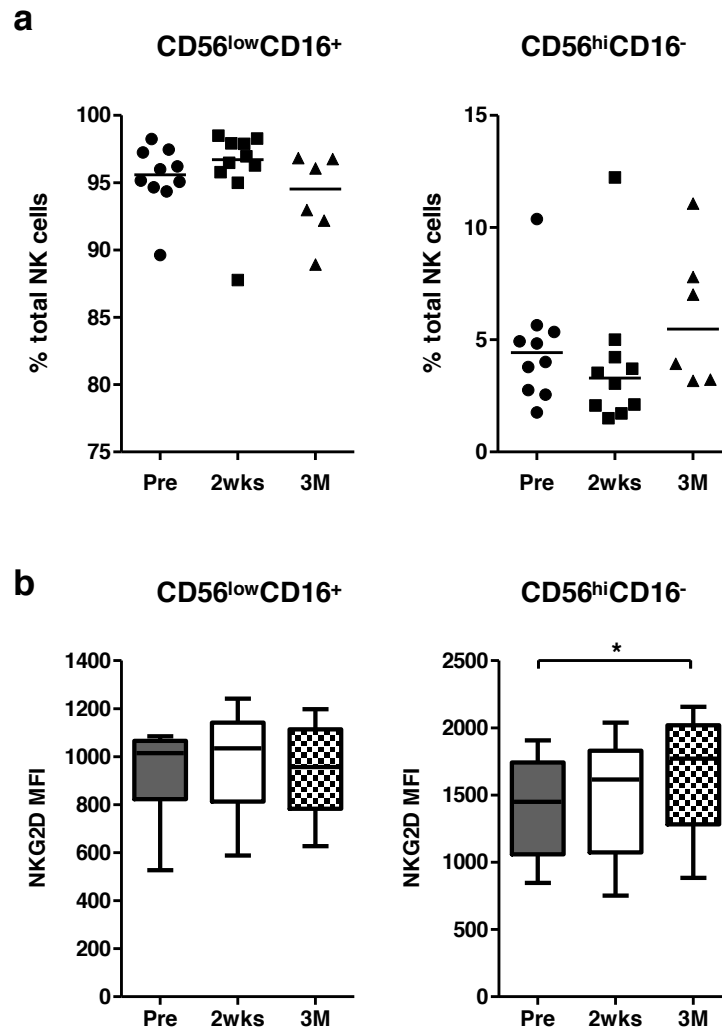 a
CD56lowCD16+
CD56hiCD16-
% total NK cells
100
95
90
85
80
75
Pre 2wks 3M
% total NK cells
15
10
5
0
Pre 2wks 3M
b
CD56lowCD16+
CD56hiCD16-
NKG2D MFI
1400
1200
1000
800
600
400
200
0
Pre 2wks 3M
NKG2D MFI
2500
2000
1500
1000
500
0
*
Pre 2wks 3M